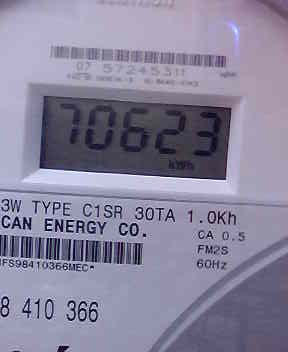 07 57245311
70623
kWh
3W TYPE C1SR 30TA 1.0Kh
CAN ENERGY CO.
CA 0.5
FM2S
60Hz
IFS98410366MEC*
8 410 366